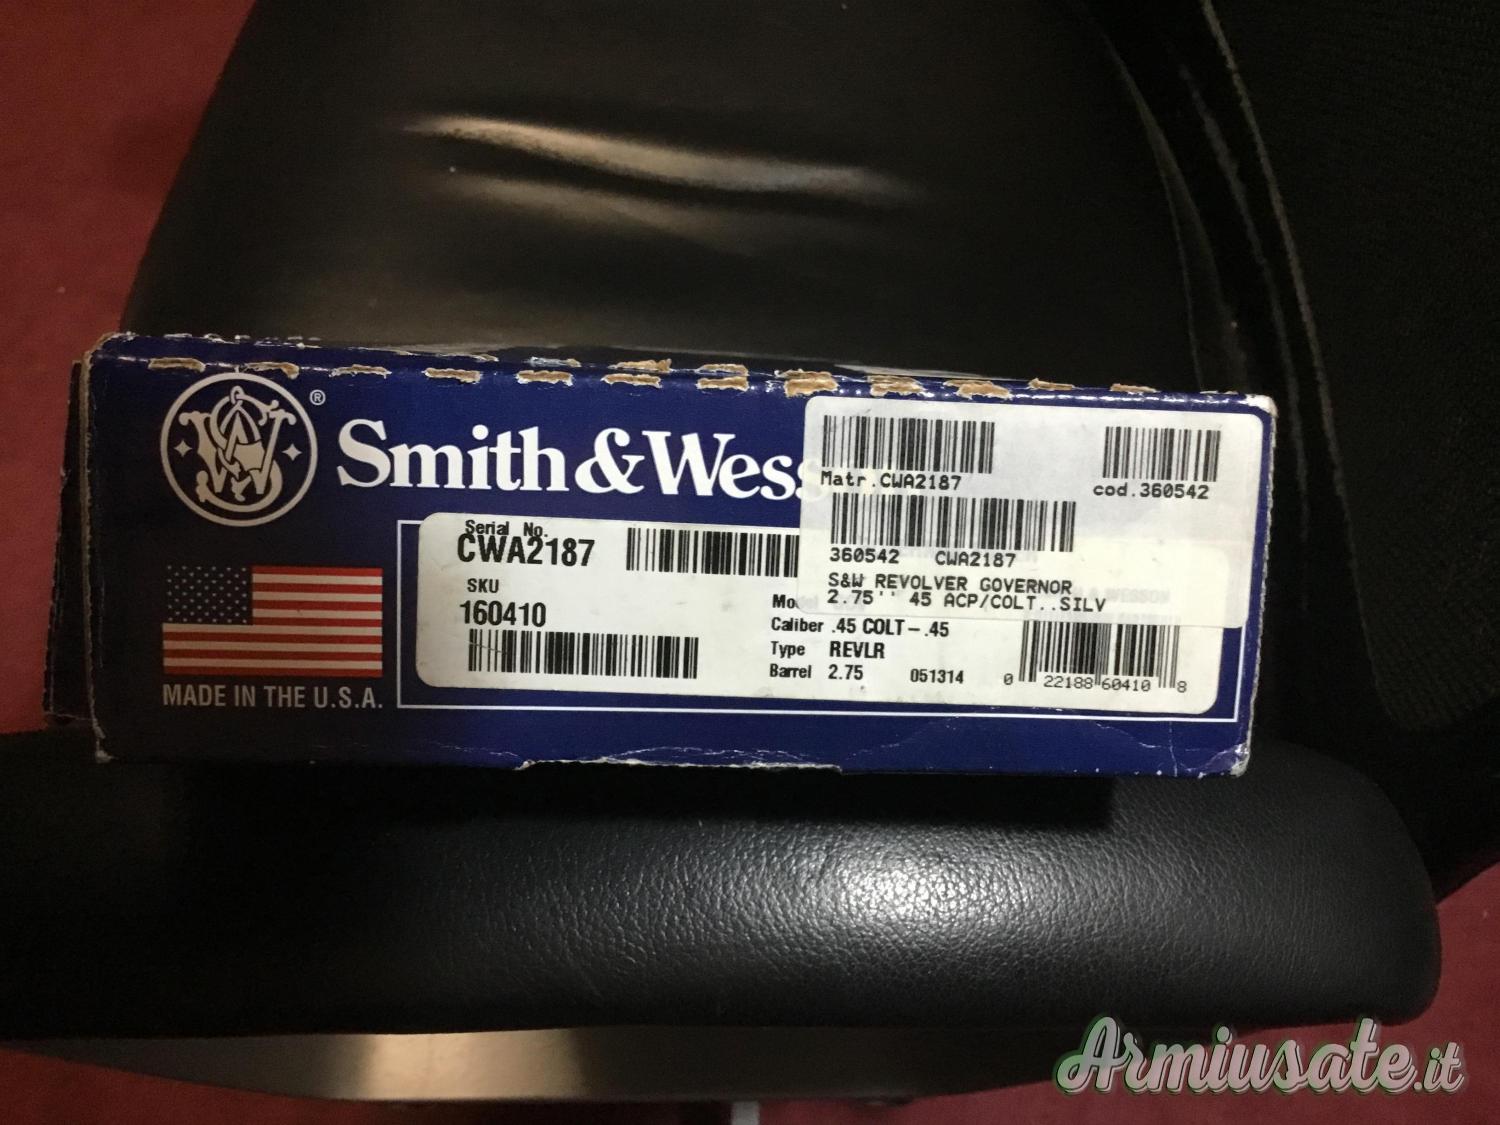 ®
Smith&Wess
Matr.CWA2187
cod.360542
360542 CWA2187
S&W REVOLVER GOVERNOR
2.75'' 45 ACP/COLT..SILV
Serial No.
CWA2187
SKU
160410
Mo
Caliber .45 COLT - .45
Type REVLR
Barrel 2.75 051314
0 22188 60410 8
MADE IN THE U.S.A.
Armiusate.it